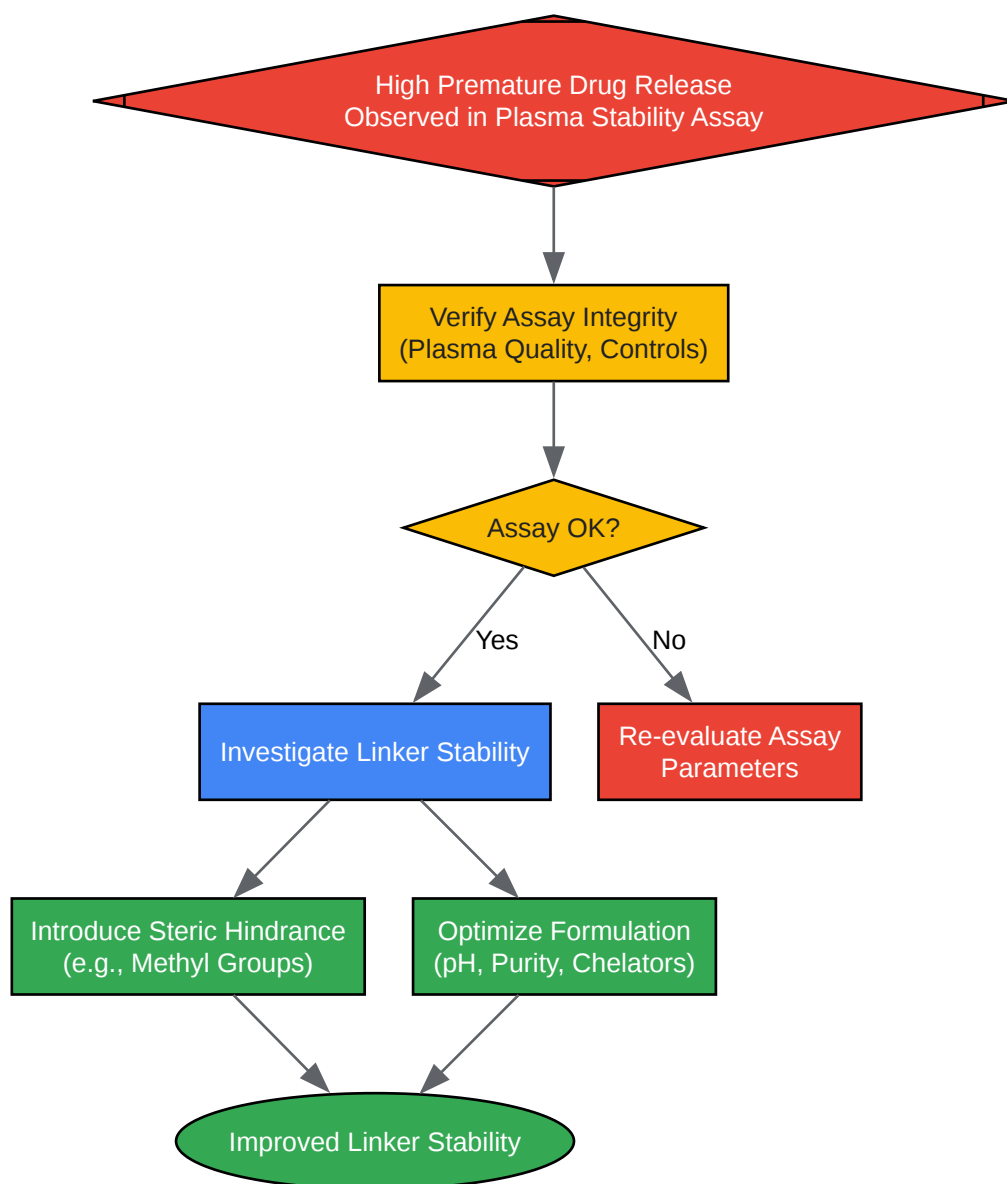 High Premature Drug Release
Observed in Plasma Stability Assay
Verify Assay Integrity
(Plasma Quality, Controls)
Assay OK?
Yes
No
Investigate Linker Stability
Re-evaluate Assay
Parameters
Introduce Steric Hindrance
(e.g., Methyl Groups)
Optimize Formulation
(pH, Purity, Chelators)
Improved Linker Stability